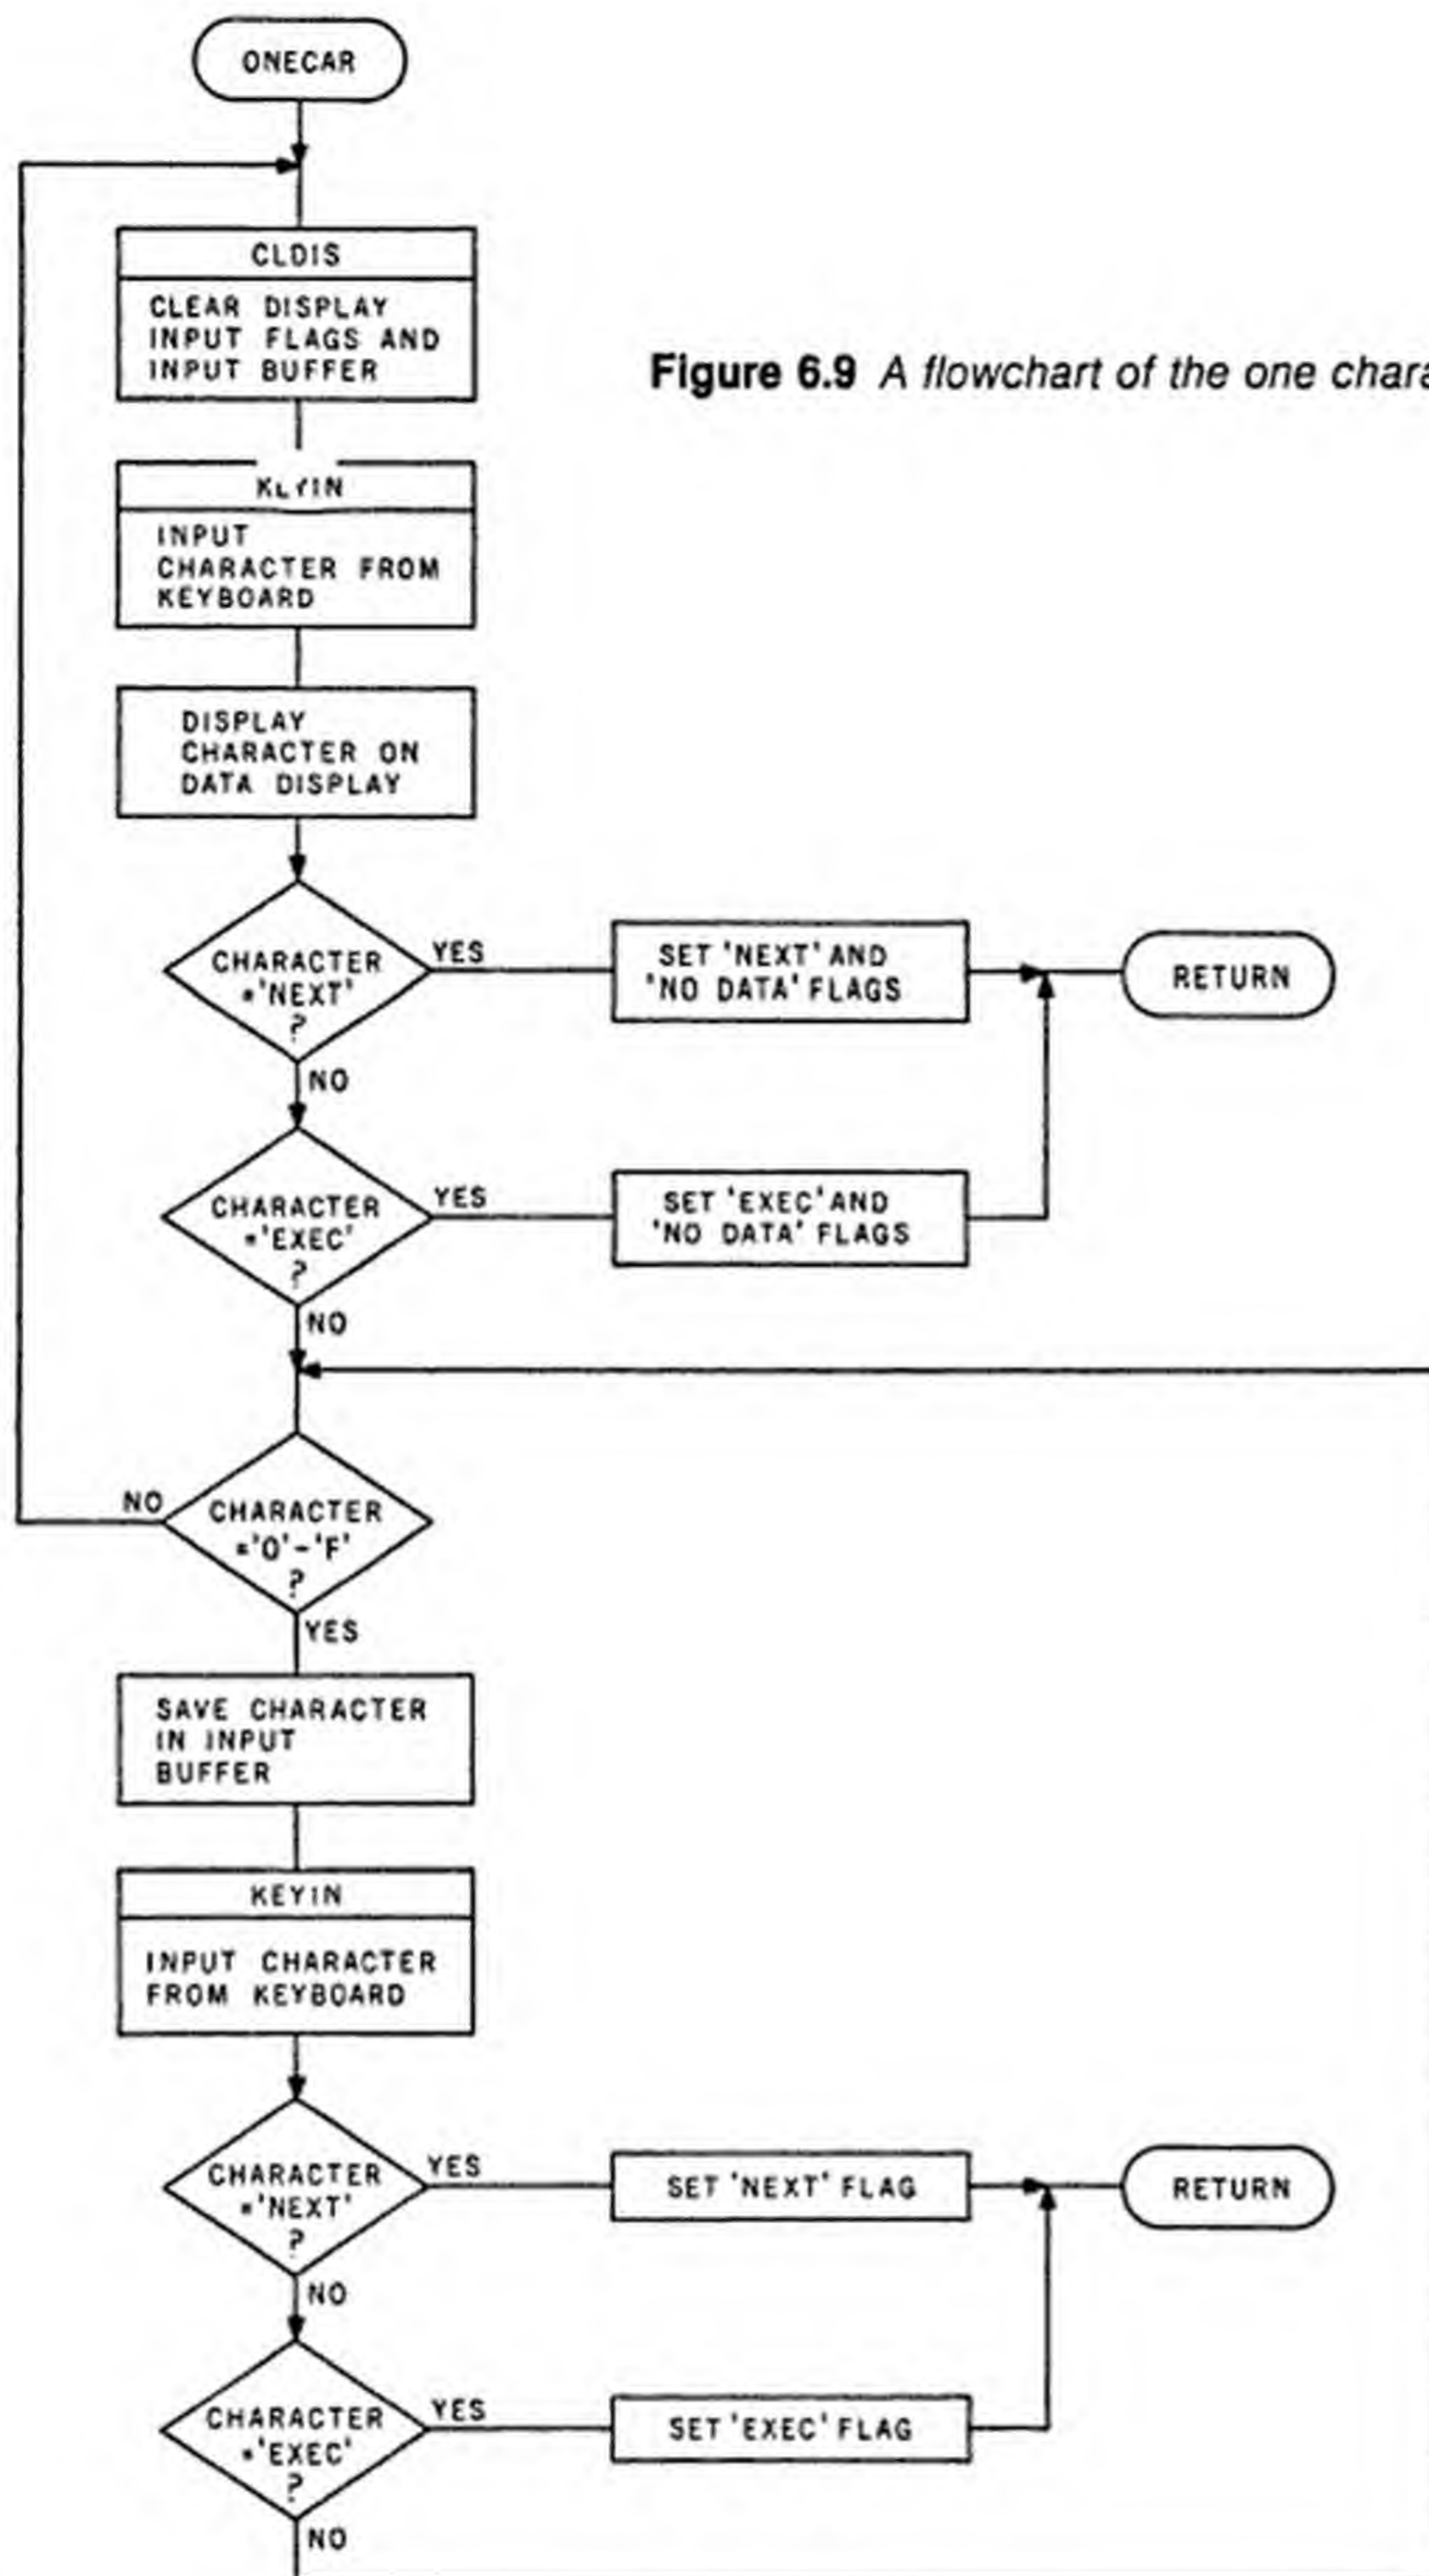 ONECAR
CLDIS
CLEAR DISPLAY
INPUT FLAGS AND
INPUT BUFFER
Figure 6.9 A flowchart of the one chara
KEYIN
INPUT
CHARACTER FROM
KEYBOARD
DISPLAY
CHARACTER ON
DATA DISPLAY
CHARACTER
='NEXT'
?
YES
SET 'NEXT' AND
'NO DATA' FLAGS
RETURN
NO
CHARACTER
='EXEC'
?
YES
SET 'EXEC' AND
'NO DATA' FLAGS
NO
NO
CHARACTER
='0'-'F'
?
YES
SAVE CHARACTER
IN INPUT
BUFFER
KEYIN
INPUT CHARACTER
FROM KEYBOARD
CHARACTER
='NEXT'
?
YES
SET 'NEXT' FLAG
RETURN
NO
CHARACTER
='EXEC'
?
YES
SET 'EXEC' FLAG
NO